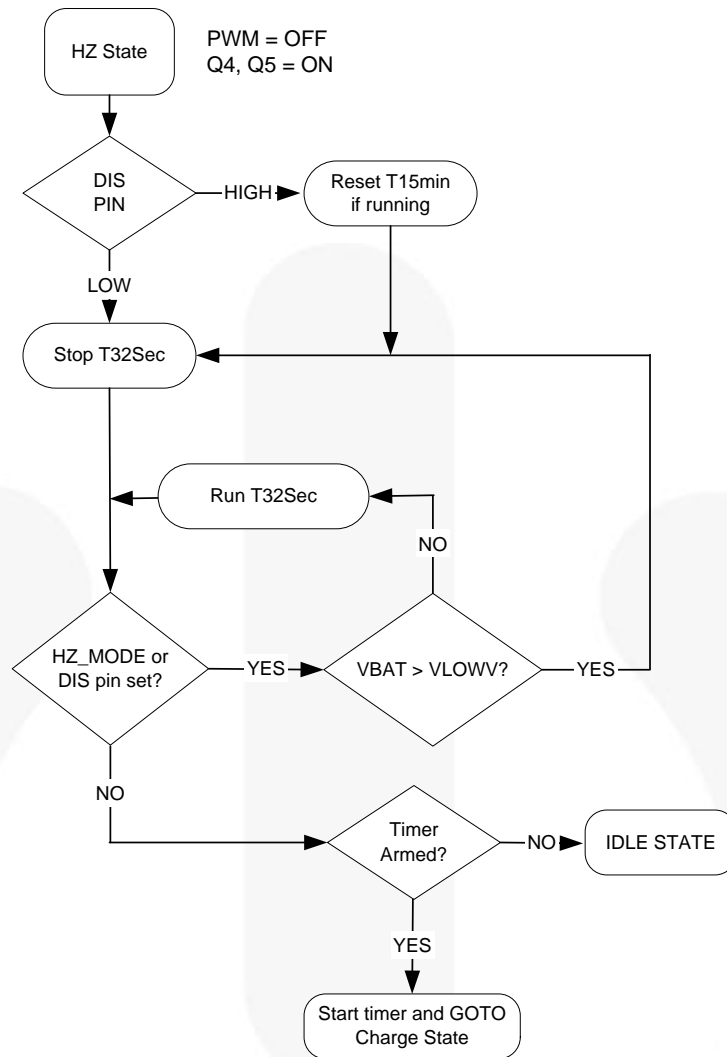 HZ State
PWM = OFF
Q4, Q5 = ON
DIS
PIN
HIGH
Reset T15min
if running
LOW
Stop T32Sec
Run T32Sec
NO
HZ_MODE or
DIS pin set?
YES
VBAT > VLOWV?
YES
NO
Timer
Armed?
NO
IDLE STATE
YES
Start timer and GOTO
Charge State